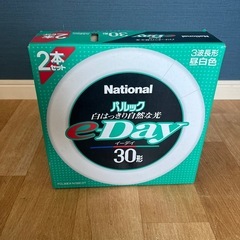 2本
セット
3波長形
昼白色
National
パルック
白はっきり自然な光
e-Day
イーデイ
30形